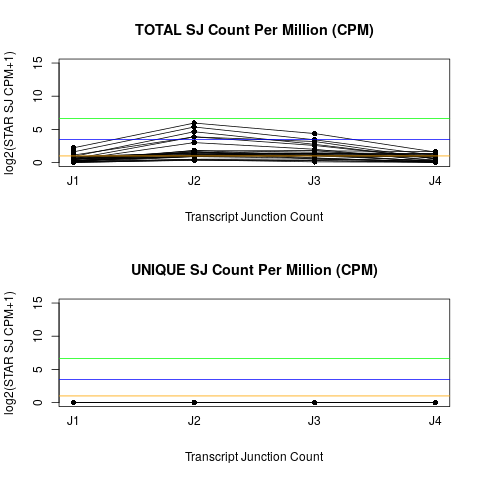 TOTAL SJ Count Per Million (CPM)
log2(STAR SJ CPM+1)
15
10
5
0
J1 J2 J3 J4
Transcript Junction Count
UNIQUE SJ Count Per Million (CPM)
log2(STAR SJ CPM+1)
15
10
5
0
J1 J2 J3 J4
Transcript Junction Count